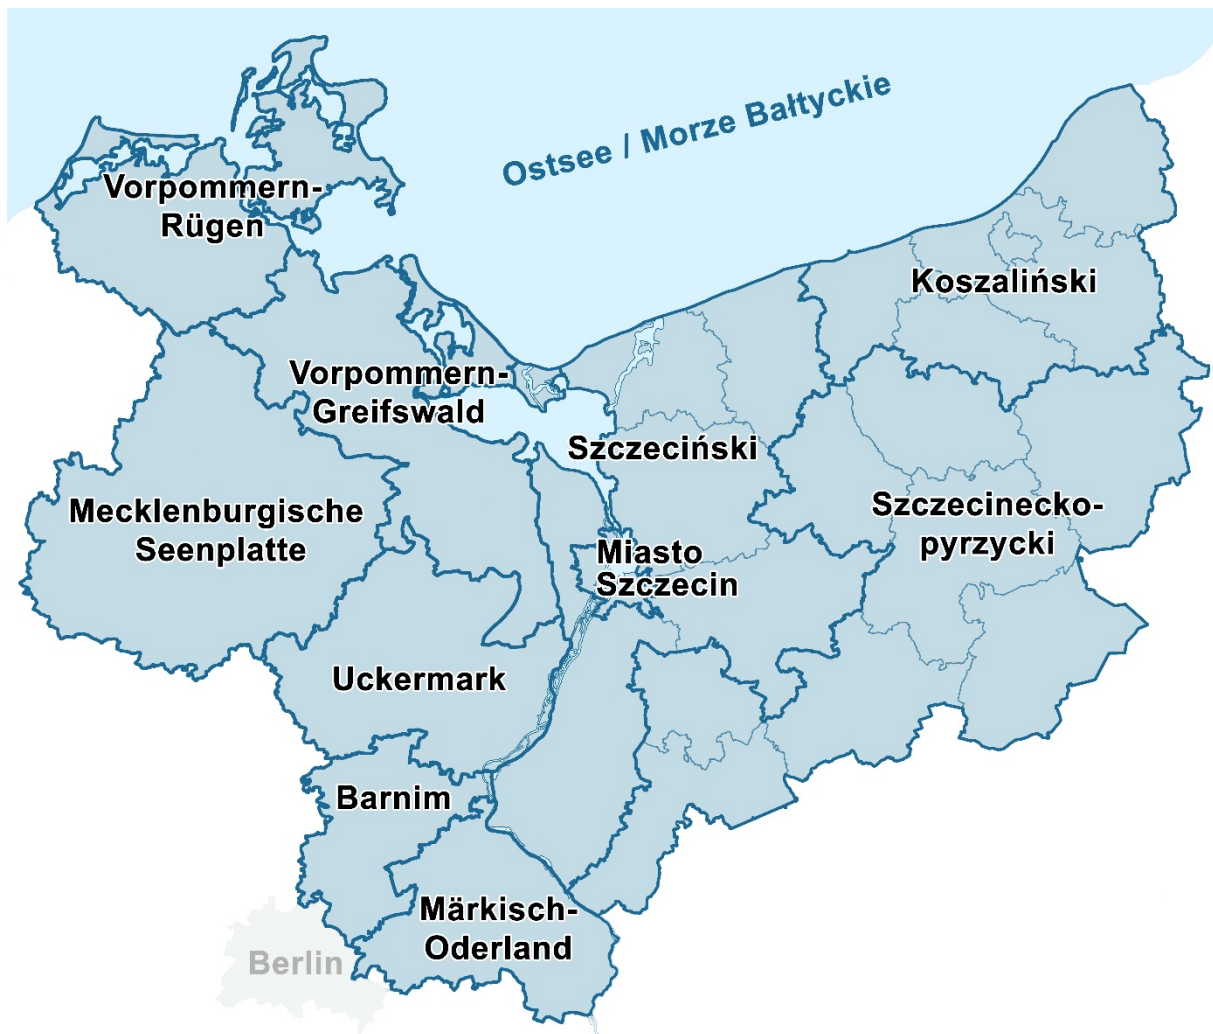 Ostsee / Morze Bałtyckie
Vorpommern-
Rügen
Koszaliński
Vorpommern-
Greifswald
Szczeciński
Mecklenburgische
Seenplatte
Szczecinecko-
pyrzycki
Miasto
Szczecin
Uckermark
Barnim
Märkisch-
Oderland
Berlin